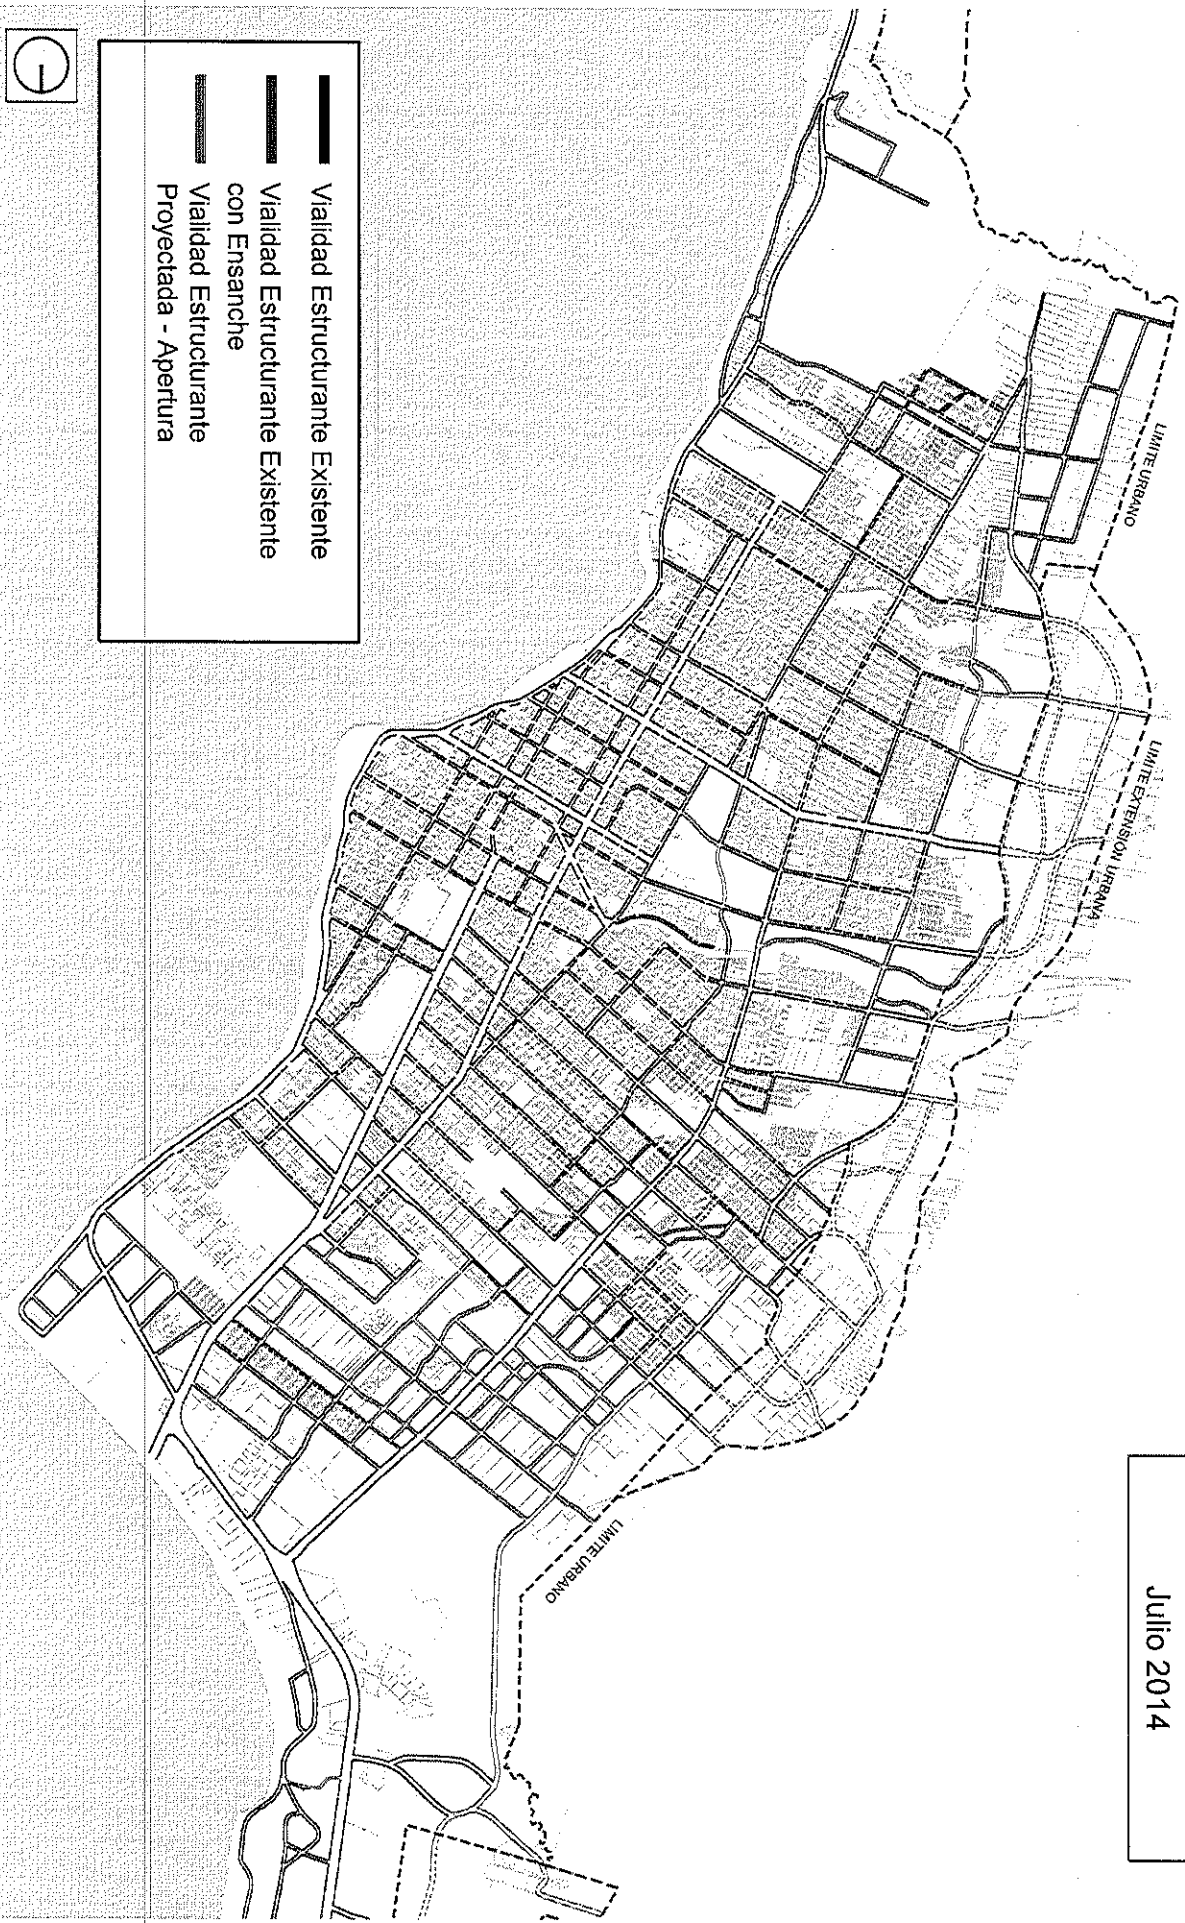 Julio 2014
LIMITE URBANO
LIMITE EXTENSIÓN URBANA
LIMITE URBANO
Vialidad Estructurante Existente
Vialidad Estructurante Existente
con Ensanche
Vialidad Estructurante
Proyectada - Apertura